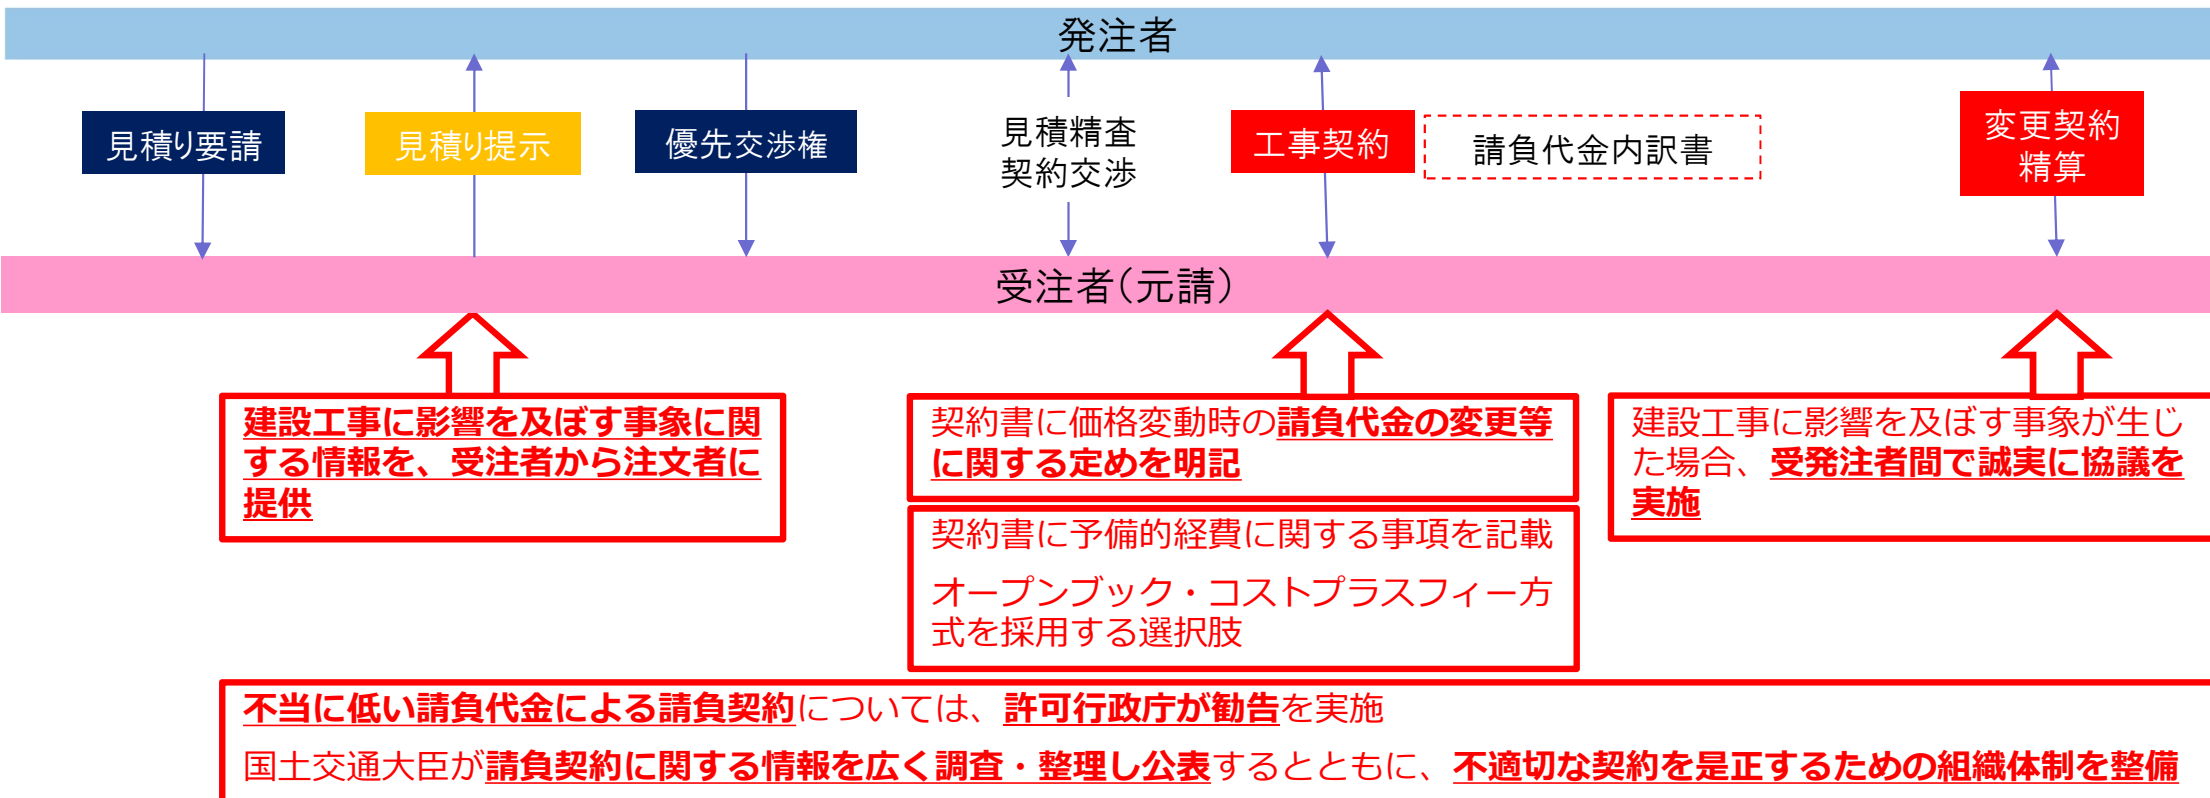 発注者
見積り要請
見積り提示
優先交渉権
見積精査
契約交渉
工事契約
請負代金内訳書
変更契約
精算
受注者(元請)
建設工事に影響を及ぼす事象に関
する情報を、受注者から注文者に
提供
契約書に価格変動時の請負代金の変更等
に関する定めを明記
契約書に予備的経費に関する事項を記載
オープンブック・コストプラスフィー方
式を採用する選択肢
建設工事に影響を及ぼす事象が生じ
た場合、受発注者間で誠実に協議を
実施
不当に低い請負代金による請負契約については、許可行政庁が勧告を実施
国土交通大臣が請負契約に関する情報を広く調査・整理し公表するとともに、不適切な契約を是正するための組織体制を整備